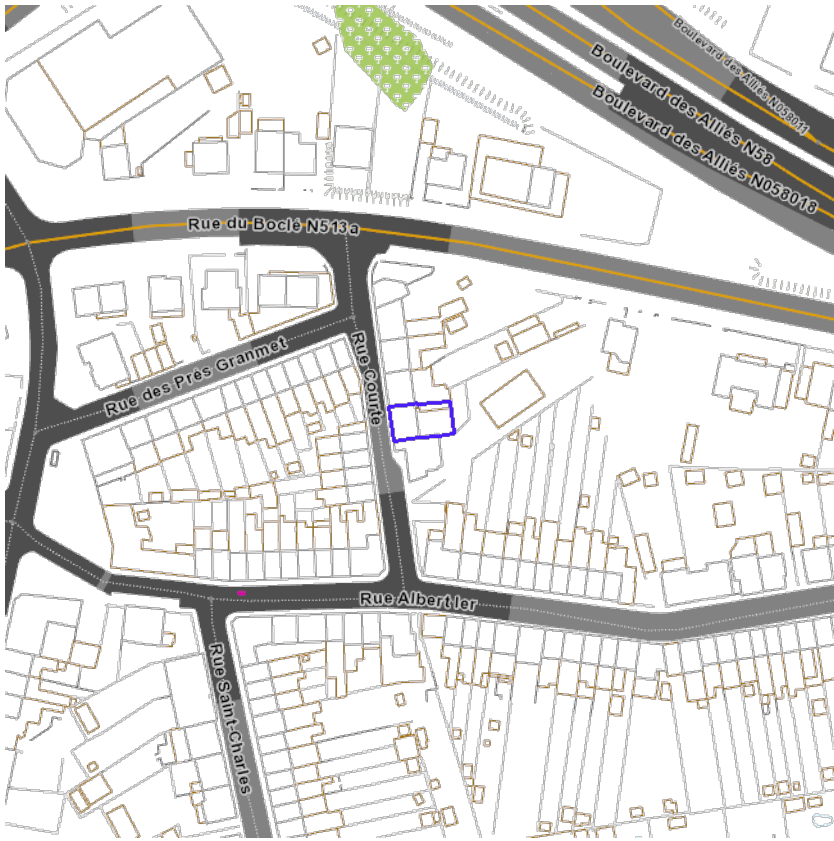 Boulevard des Alliés N058011
Boulevard des Alliés N58
Boulevard des Alliés N058018
Rue du Boclé N513a
Rue des Prés Granmet
Rue Courte
Rue Albert Ier
Rue Saint-Charles